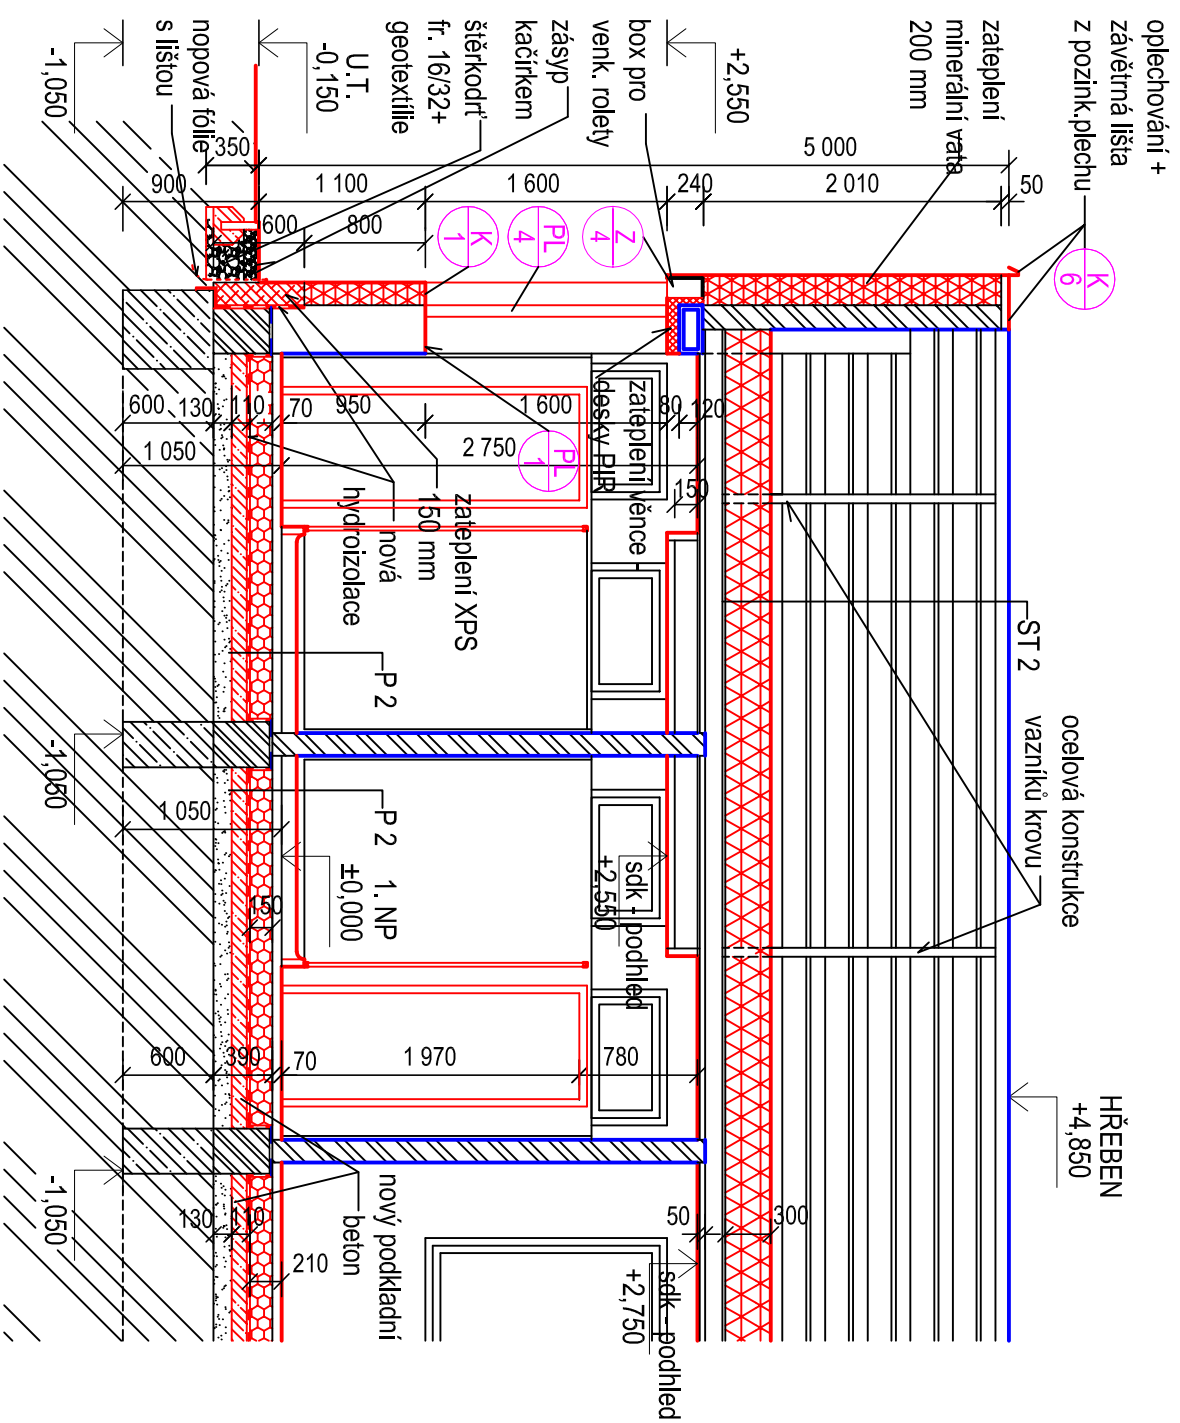 oplechování +
závětrná lišta
z pozink.plechu
K
6
zateplení
minerální vata
200 mm
+2,550
box pro
venk. rolety
zásyp
kačírkem
štěrkodrť
fr. 16/32+
geotextílie
U.T.
-0,150
nopová fólie
s lištou
-1,050
50
5 000
2 010
240
1 600
1 100
350
900
800
600
Z
4
PL
4
K
1
PL
1
zateplení věnce
desky PIR
120
80
1 600
950
70
110
130
600
150
2 750
1 050
zateplení XPS
150 mm
nová
hydroizolace
ST 2
P 2
ocelová konstrukce
vazníků krovu
-1,050
1 050
P 2
1. NP
±0,000
150
sdk - podhled
+2,550
HŘEBEN
+4,850
780
1 970
70
390
600
-1,050
nový podkladní
beton
130
110
210
50
300
sdk - podhled
+2,750